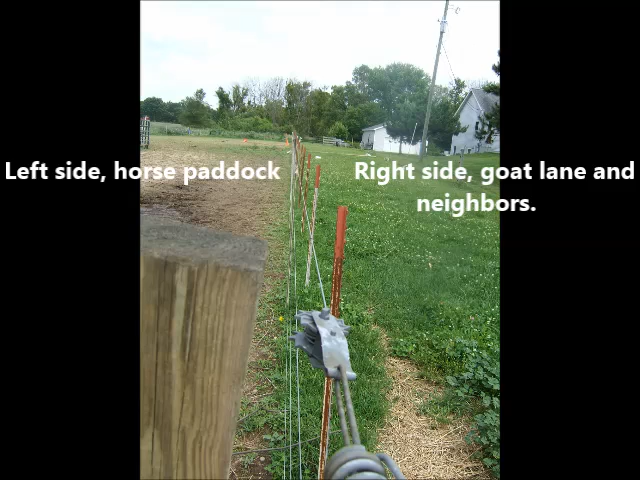 Left side, horse paddock
Right side, goat lane and
neighbors.